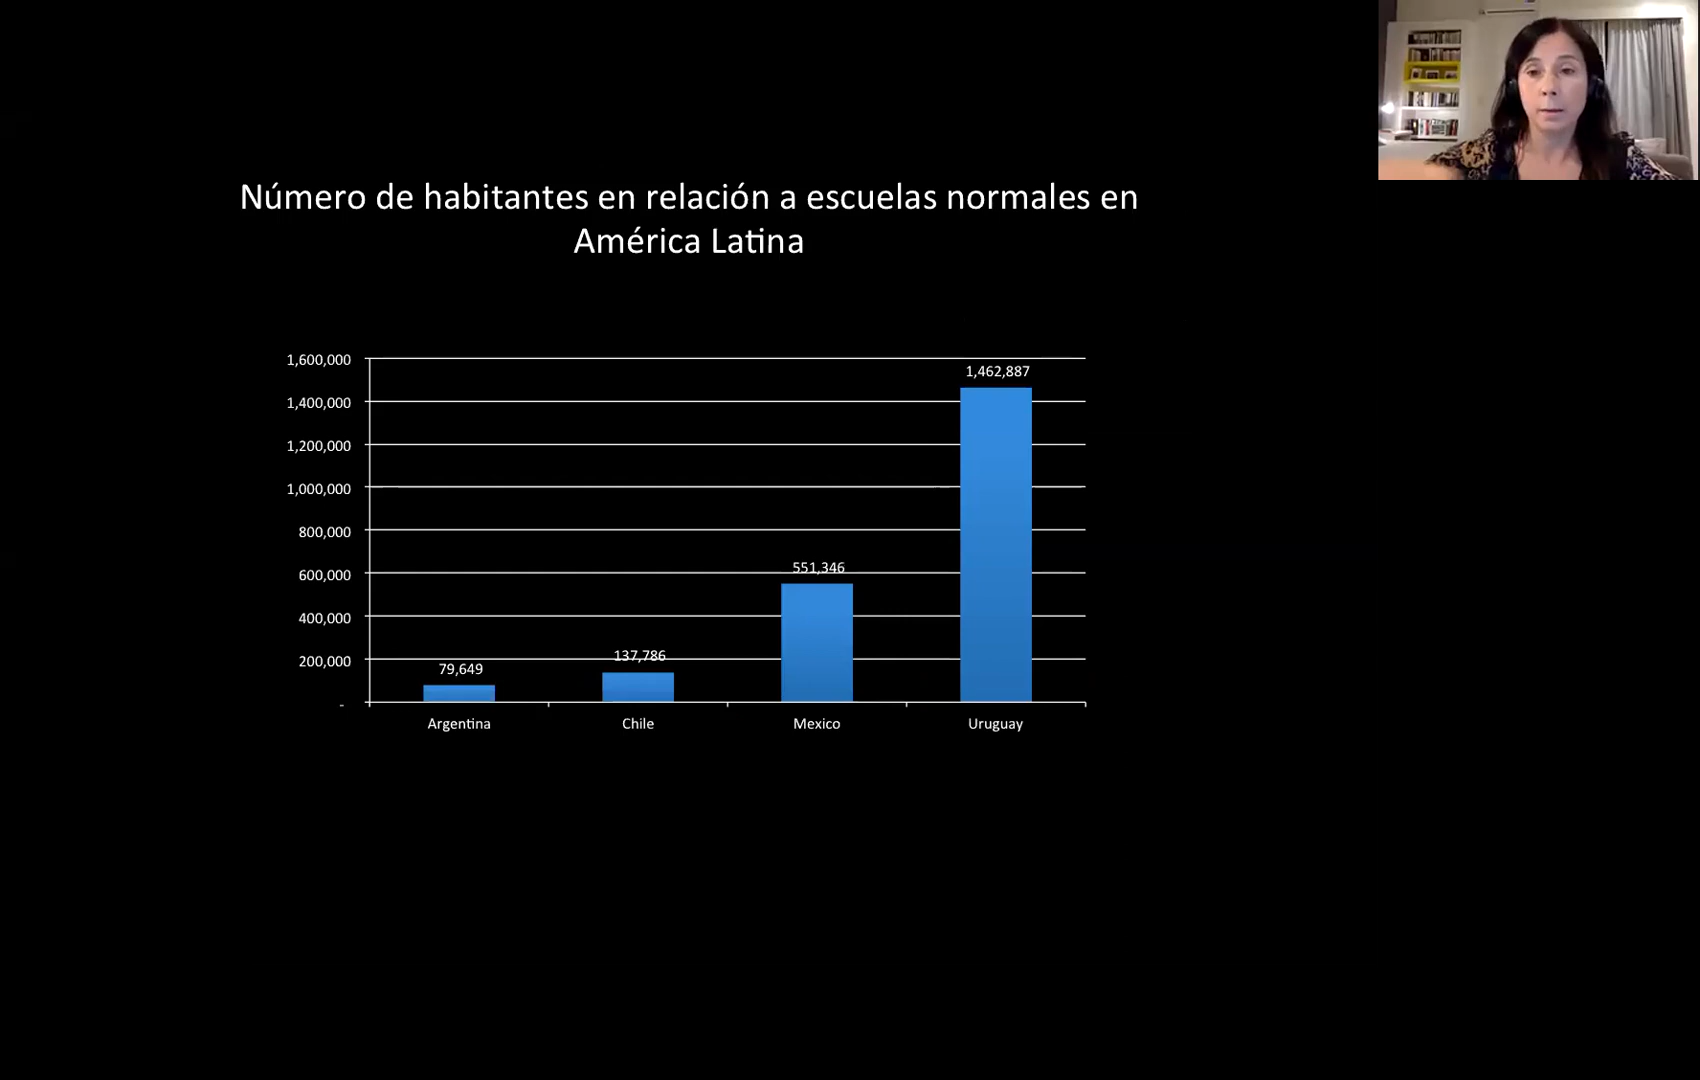 Número de habitantes en relación a escuelas normales en
América Latina
1,600,000
1,400,000
1,200,000
1,000,000
800,000
600,000
400,000
200,000
-
79,649
137,786
551,346
1,462,887
Argentina
Chile
Mexico
Uruguay